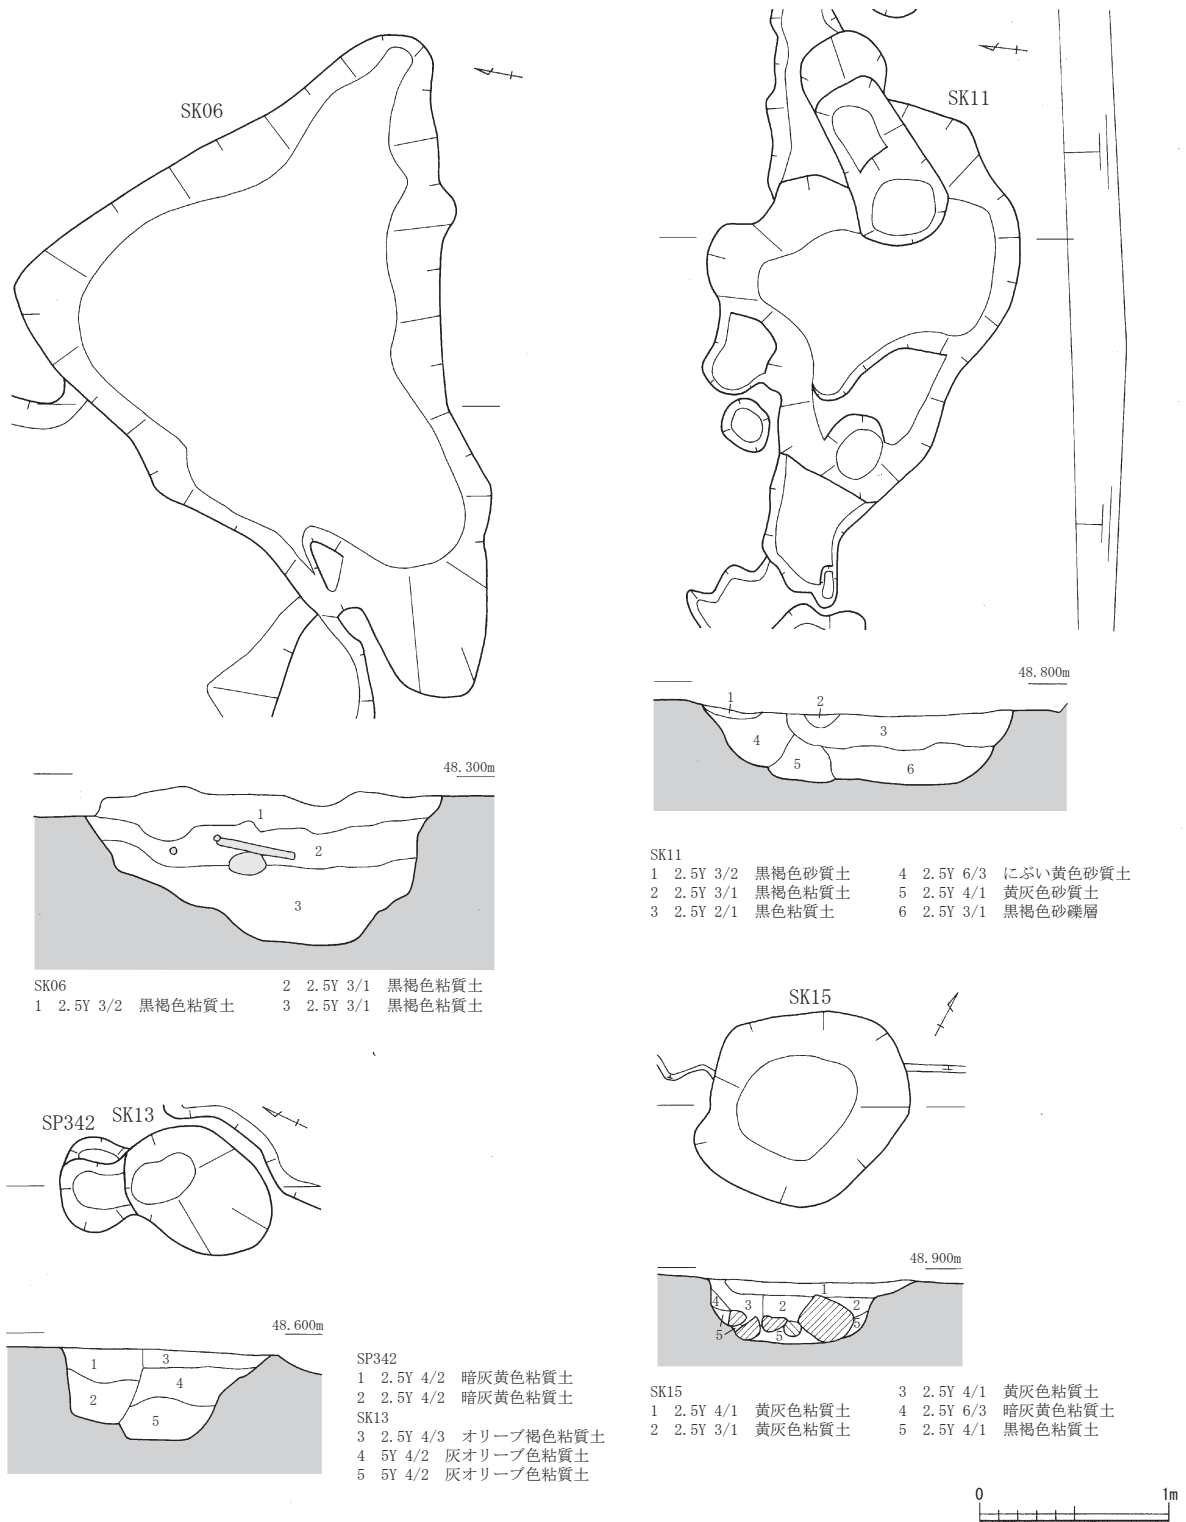 SK06
SK11
48.800m
1
2
3
4
5
6
48.300m
1
2
3
SK11
1 2.5Y 3/2 黒褐色砂質土
2 2.5Y 3/1 黒褐色粘質土
3 2.5Y 2/1 黒色粘質土
4 2.5Y 6/3 にぶい黄色砂質土
5 2.5Y 4/1 黄灰色砂質土
6 2.5Y 3/1 黒褐色砂礫層
SK06
1 2.5Y 3/2 黒褐色粘質土
2 2.5Y 3/1 黒褐色粘質土
3 2.5Y 3/1 黒褐色粘質土
SK15
SP342
SK13
48.900m
1
4
3
2
2
5
5
5
48.600m
1
3
4
2
5
SP342
1 2.5Y 4/2 暗灰黄色粘質土
2 2.5Y 4/2 暗灰黄色粘質土
SK13
3 2.5Y 4/3 オリーブ褐色粘質土
4 5Y 4/2 灰オリーブ色粘質土
5 5Y 4/2 灰オリーブ色粘質土
SK15
1 2.5Y 4/1 黄灰色粘質土
2 2.5Y 3/1 黄灰色粘質土
3 2.5Y 4/1 黄灰色粘質土
4 2.5Y 6/3 暗灰黄色粘質土
5 2.5Y 4/1 黒褐色粘質土
0 1m